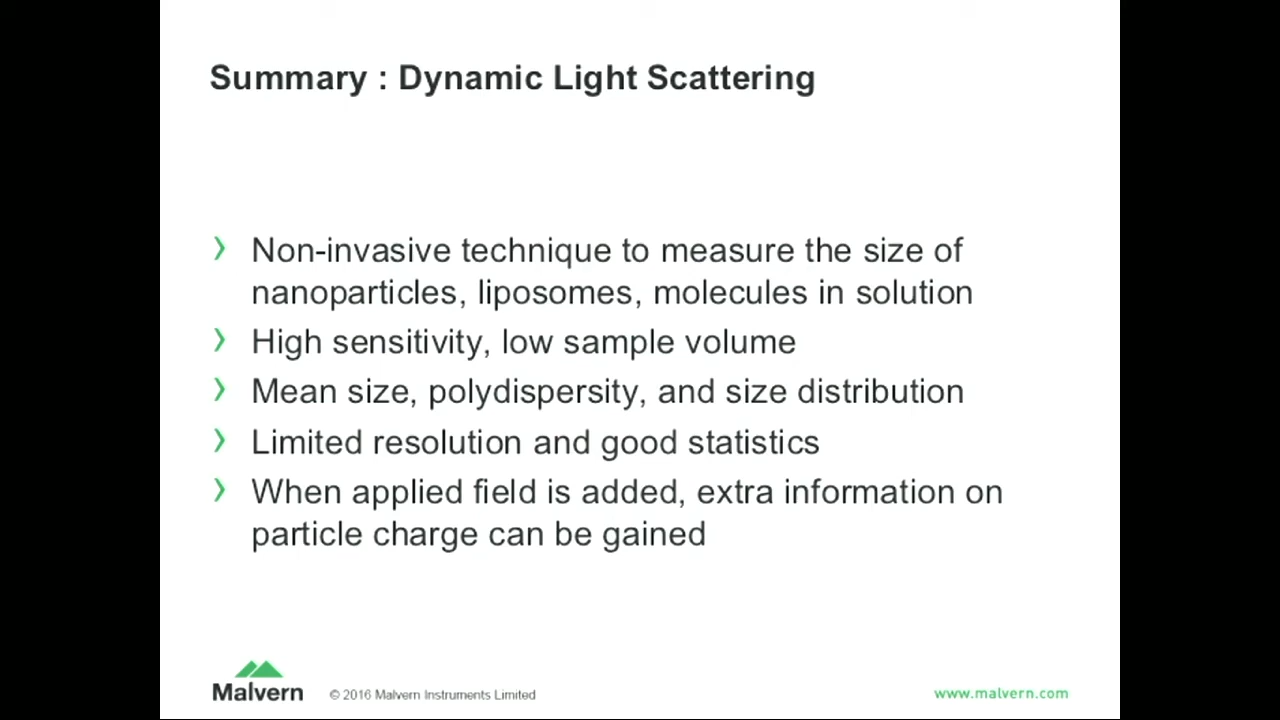 Summary : Dynamic Light Scattering
› Non-invasive technique to measure the size of
nanoparticles, liposomes, molecules in solution
› High sensitivity, low sample volume
› Mean size, polydispersity, and size distribution
› Limited resolution and good statistics
› When applied field is added, extra information on
particle charge can be gained
Malvern © 2016 Malvern Instruments Limited www.malvern.com